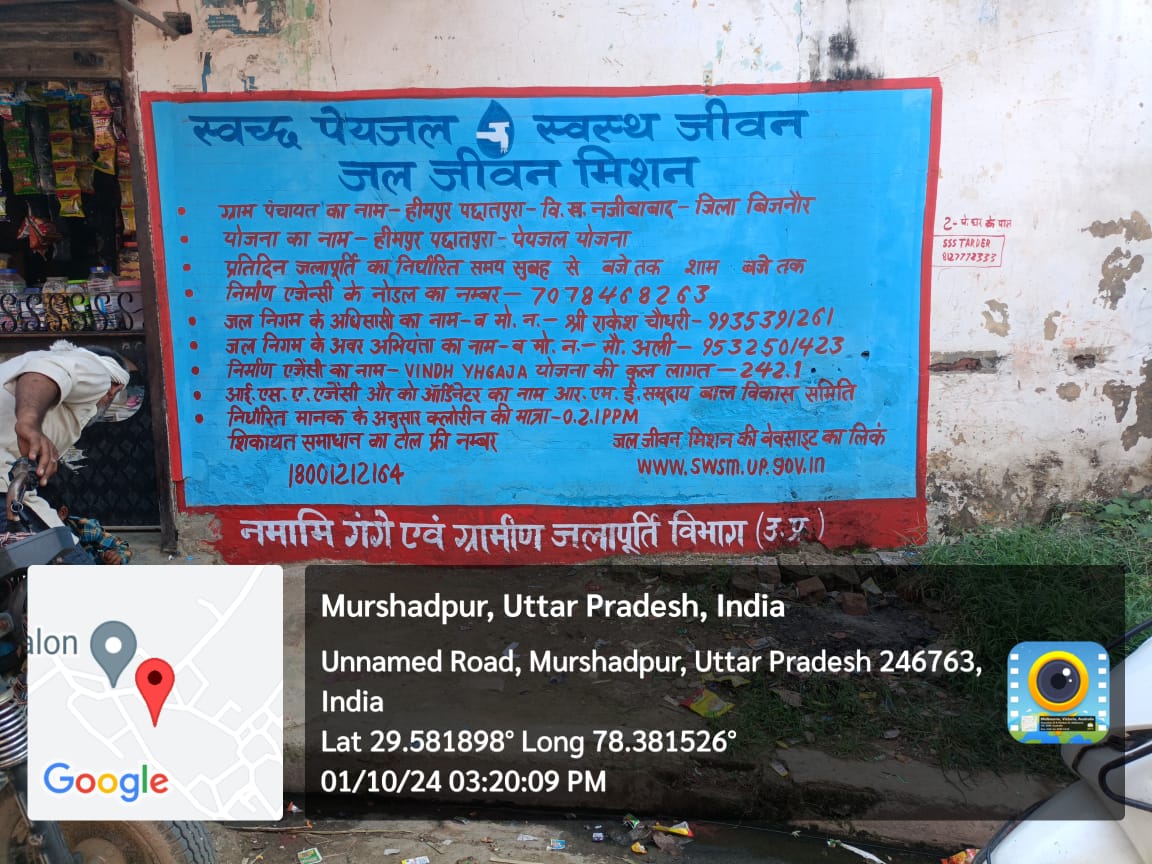 स्वच्छ पेयजल स्वस्थ जीवन
जल जीवन मिशन
• ग्राम पंचायत का नाम - हीमपुर पछातपुरा - वि.ख. नजीबाबाद - जिला बिजनौर
• योजना का नाम - हीमपुर पछातपुरा - पेयजल योजना
• प्रतिदिन जलापूर्ति का निर्धारित समय सुबह से बजे तक शाम बजे तक
• निर्माण एजेन्सी के नोडल का नम्बर - 7078468263
• जल निगम के अधिसासी का नाम - व मो. न. - श्री राकेश चौधरी - 9935391261
• जल निगम के अवर अभियंता का नाम - व मो. न. - मौ. अली - 9532501423
• निर्माण एजेंसी का नाम - VINDH YHGAJA योजना की कुल लागत - 242.1
• आई.एस.ए. एजेंसी और को ऑर्डिनेटर का नाम आर.एम.ई. समुदाय बाल विकास समिति
• निर्धारित मानक के अनुसार क्लोरीन की मात्रा - 0.2.1PPM
शिकायत समाधान का टोल फ्री नम्बर जल जीवन मिशन की वेवसाइट का लिकं
18001212164 www.swsm.up.gov.in
नमामि गंगे एवं ग्रामीण जलापूर्ति विभाग (उ.प्र.)
SSS TARDER
alon
Google
Murshadpur, Uttar Pradesh, India
Unnamed Road, Murshadpur, Uttar Pradesh 246763,
India
Lat 29.581898° Long 78.381526°
01/10/24 03:20:09 PM